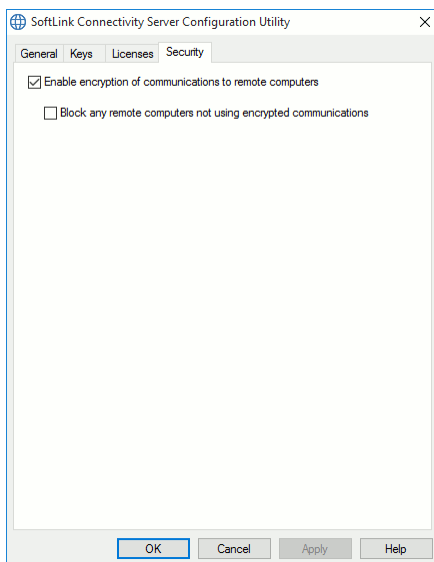 SoftLink Connectivity Server Configuration Utility
General Keys Licenses Security
Enable encryption of communications to remote computers
Block any remote computers not using encrypted communications
OK Cancel Apply Help